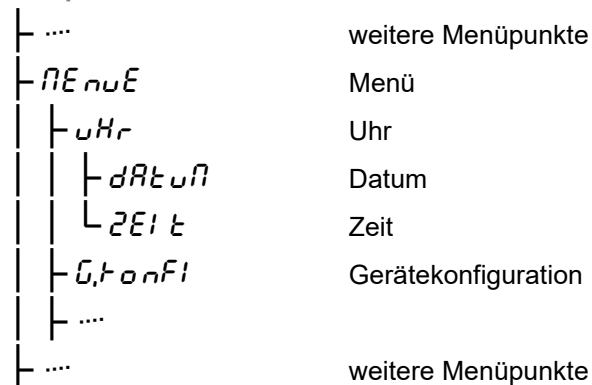 .... weitere Menüpunkte
MEnuE Menü
uHr Uhr
dAtuM Datum
ZEIt Zeit
G.KonFI Gerätekonfiguration
....
.... weitere Menüpunkte